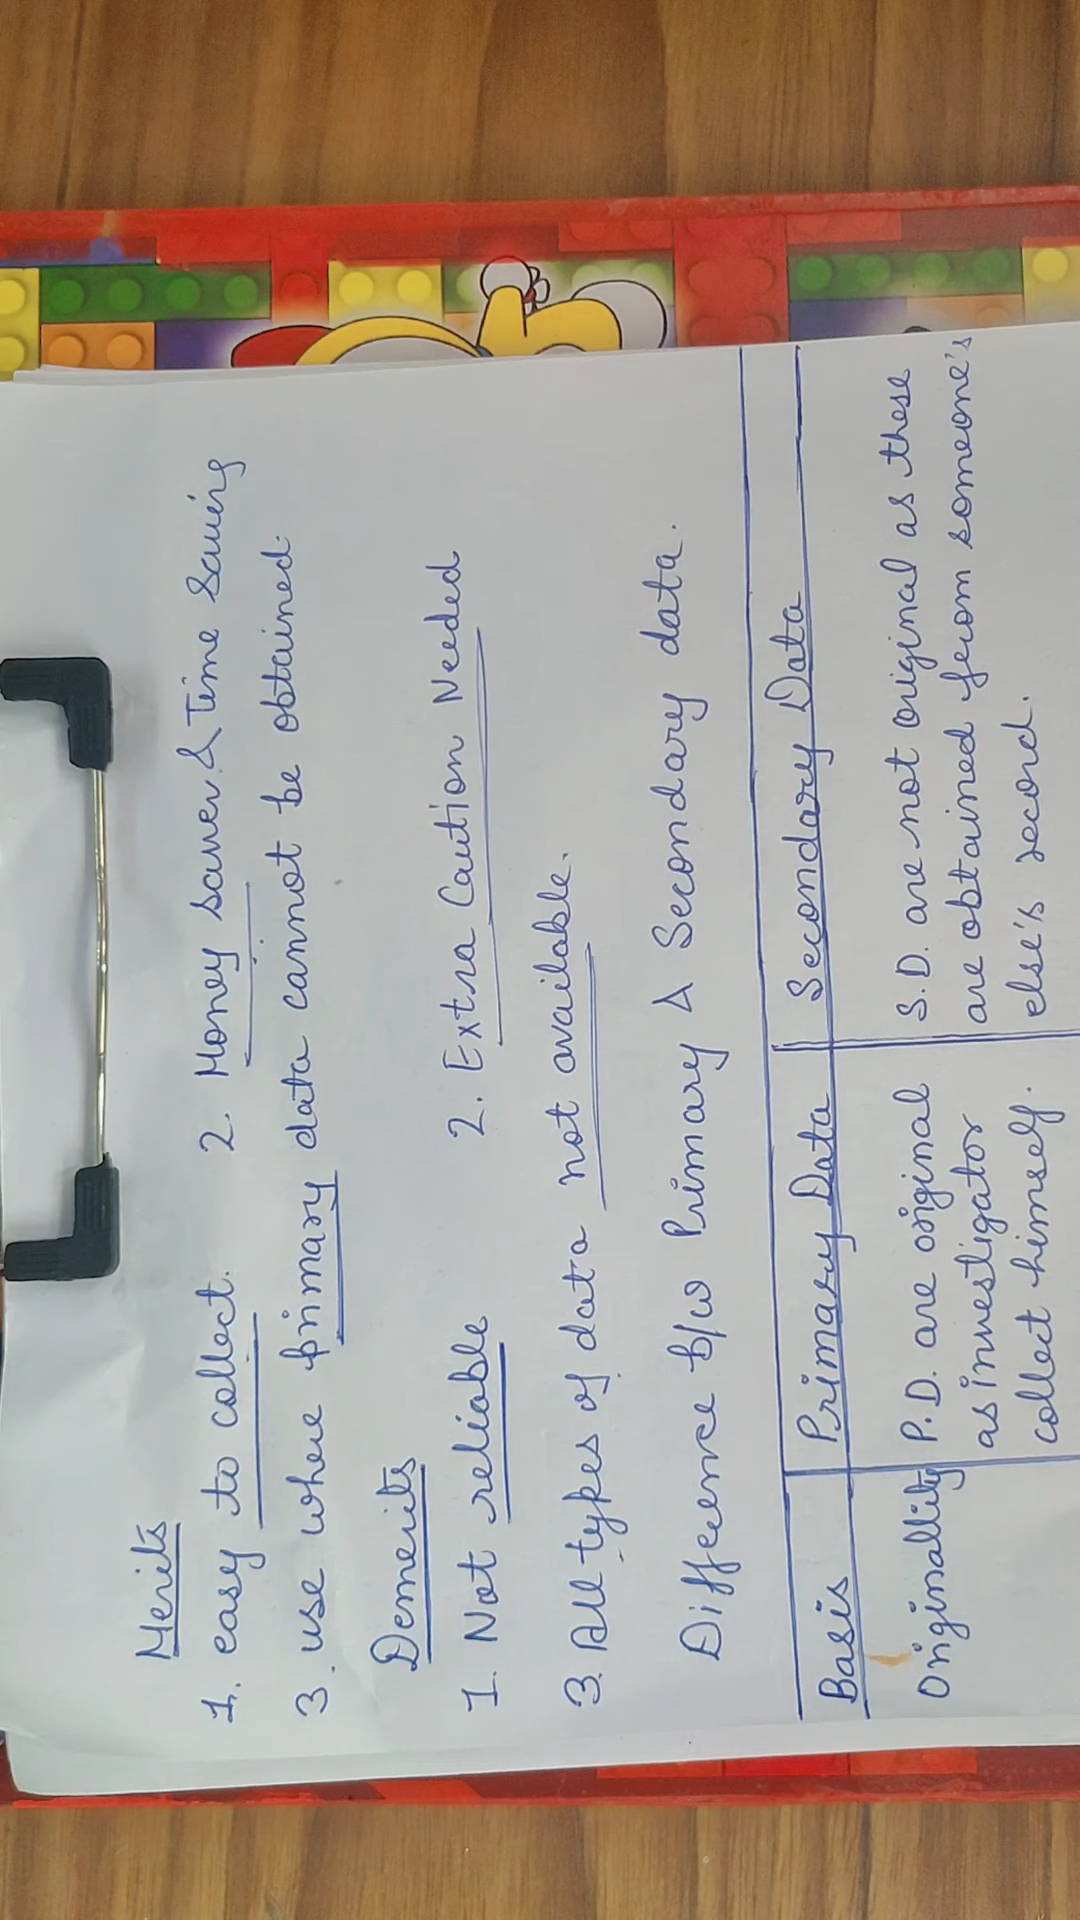 Merits
1. easy to collect. 2. Money saver & Time Saving
3. use where primary data cannot be obtained.
Demerits
1. Not reliable 2. Extra Caution Needed
3. All types of data not available.
Difference b/w Primary & Secondary data.
Basis Primary Data Secondary Data
Originallity P.D. are original S.D. are not original as these
as investigator are obtained from someone's
collect himself. else's record.